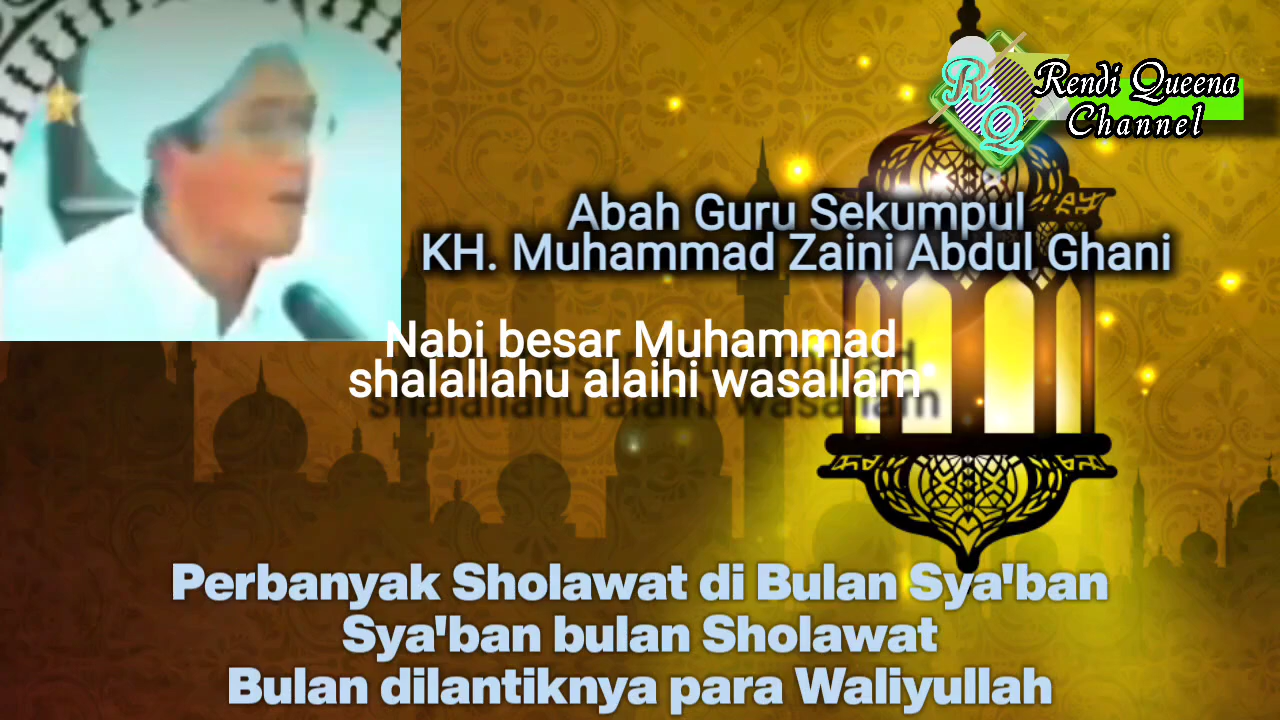 RQ
Rendi Queena
Channel
Abah Guru Sekumpul
KH. Muhammad Zaini Abdul Ghani
Nabi besar Muhammad
shalallahu alaihi wasallam"
Perbanyak Sholawat di Bulan Sya'ban
Sya'ban bulan Sholawat
Bulan dilantiknya para Waliyullah